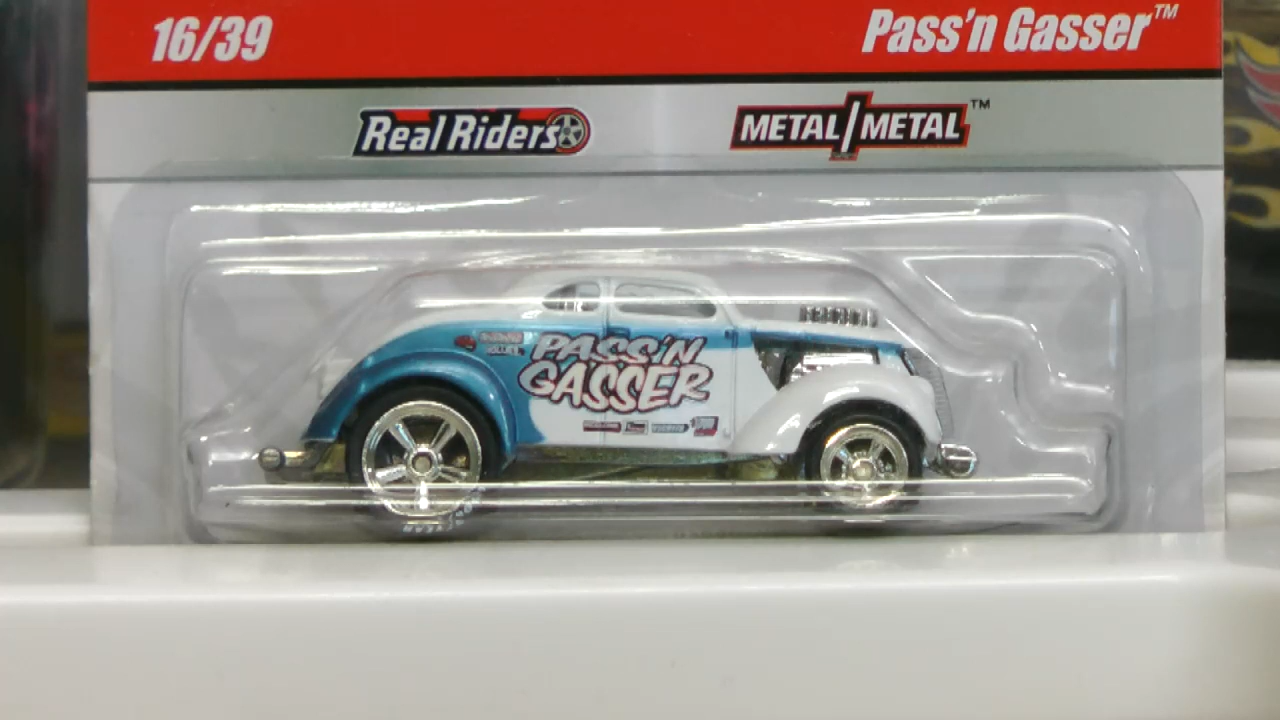 16/39
Pass'n Gasser™
Real Riders
METAL/METAL™
PASS'N
GASSER